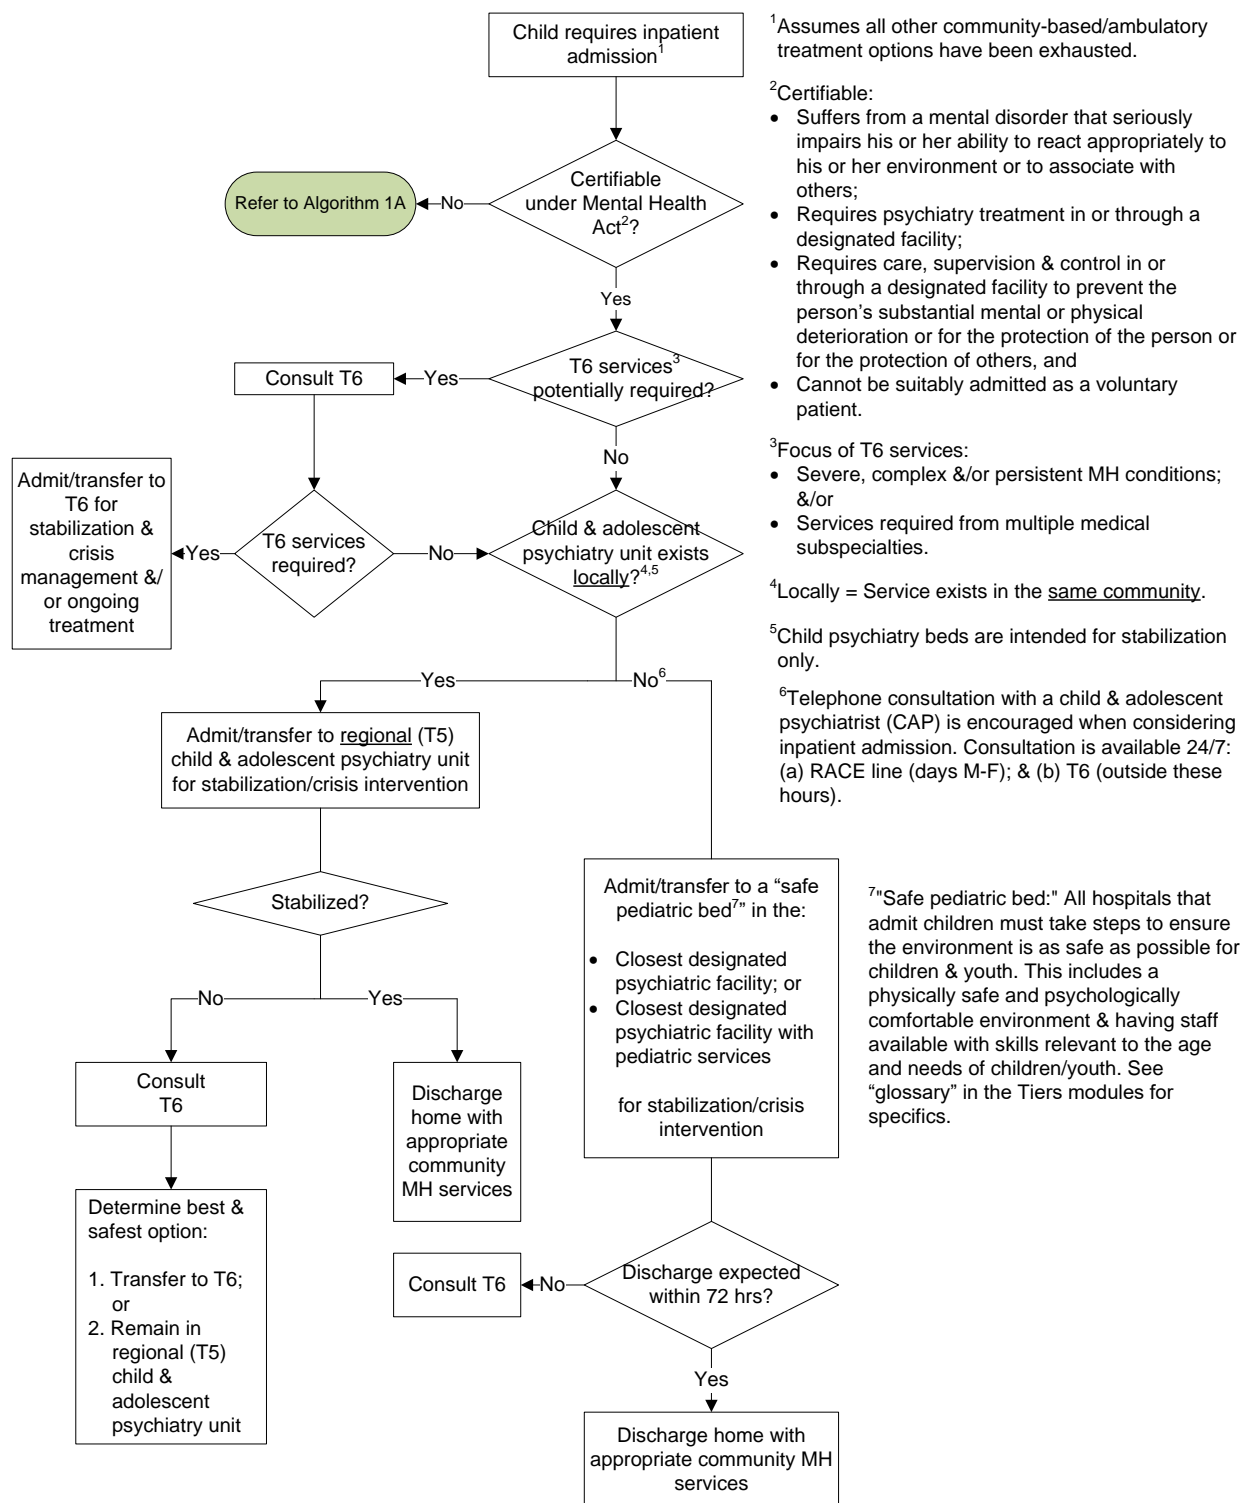 Child requires inpatient
admission1
1Assumes all other community-based/ambulatory
treatment options have been exhausted.
2Certifiable:
• Suffers from a mental disorder that seriously
impairs his or her ability to react appropriately to
his or her environment or to associate with
others;
• Requires psychiatry treatment in or through a
designated facility;
• Requires care, supervision & control in or
through a designated facility to prevent the
person's substantial mental or physical
deterioration or for the protection of the person or
for the protection of others, and
• Cannot be suitably admitted as a voluntary
patient.
Certifiable
under Mental Health
Act2?
No
Refer to Algorithm 1A
Yes
T6 services3
potentially required?
Yes
Consult T6
No
3Focus of T6 services:
• Severe, complex &/or persistent MH conditions;
&/or
• Services required from multiple medical
subspecialties.
4Locally = Service exists in the same community.
5Child psychiatry beds are intended for stabilization
only.
6Telephone consultation with a child & adolescent
psychiatrist (CAP) is encouraged when considering
inpatient admission. Consultation is available 24/7:
(a) RACE line (days M-F); & (b) T6 (outside these
hours).
Admit/transfer to
T6 for
stabilization &
crisis
management &/
or ongoing
treatment
Yes
T6 services
required?
No
Child & adolescent
psychiatry unit exists
locally?4,5
Yes
No6
Admit/transfer to regional (T5)
child & adolescent psychiatry unit
for stabilization/crisis intervention
Stabilized?
No
Yes
Consult
T6
Discharge
home with
appropriate
community
MH services
Determine best &
safest option:
1. Transfer to T6;
or
2. Remain in
regional (T5)
child &
adolescent
psychiatry unit
Admit/transfer to a “safe
pediatric bed7” in the:
• Closest designated
psychiatric facility; or
• Closest designated
psychiatric facility with
pediatric services
for stabilization/crisis
intervention
7"Safe pediatric bed:" All hospitals that
admit children must take steps to ensure
the environment is as safe as possible for
children & youth. This includes a
physically safe and psychologically
comfortable environment & having staff
available with skills relevant to the age
and needs of children/youth. See
“glossary” in the Tiers modules for
specifics.
Discharge expected
within 72 hrs?
No
Consult T6
Yes
Discharge home with
appropriate community MH
services